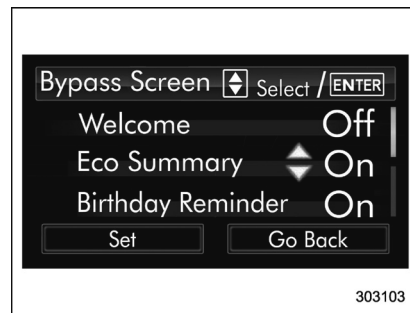 Bypass Screen Select / ENTER
Welcome Off
Eco Summary On
Birthday Reminder On
Set Go Back
303103